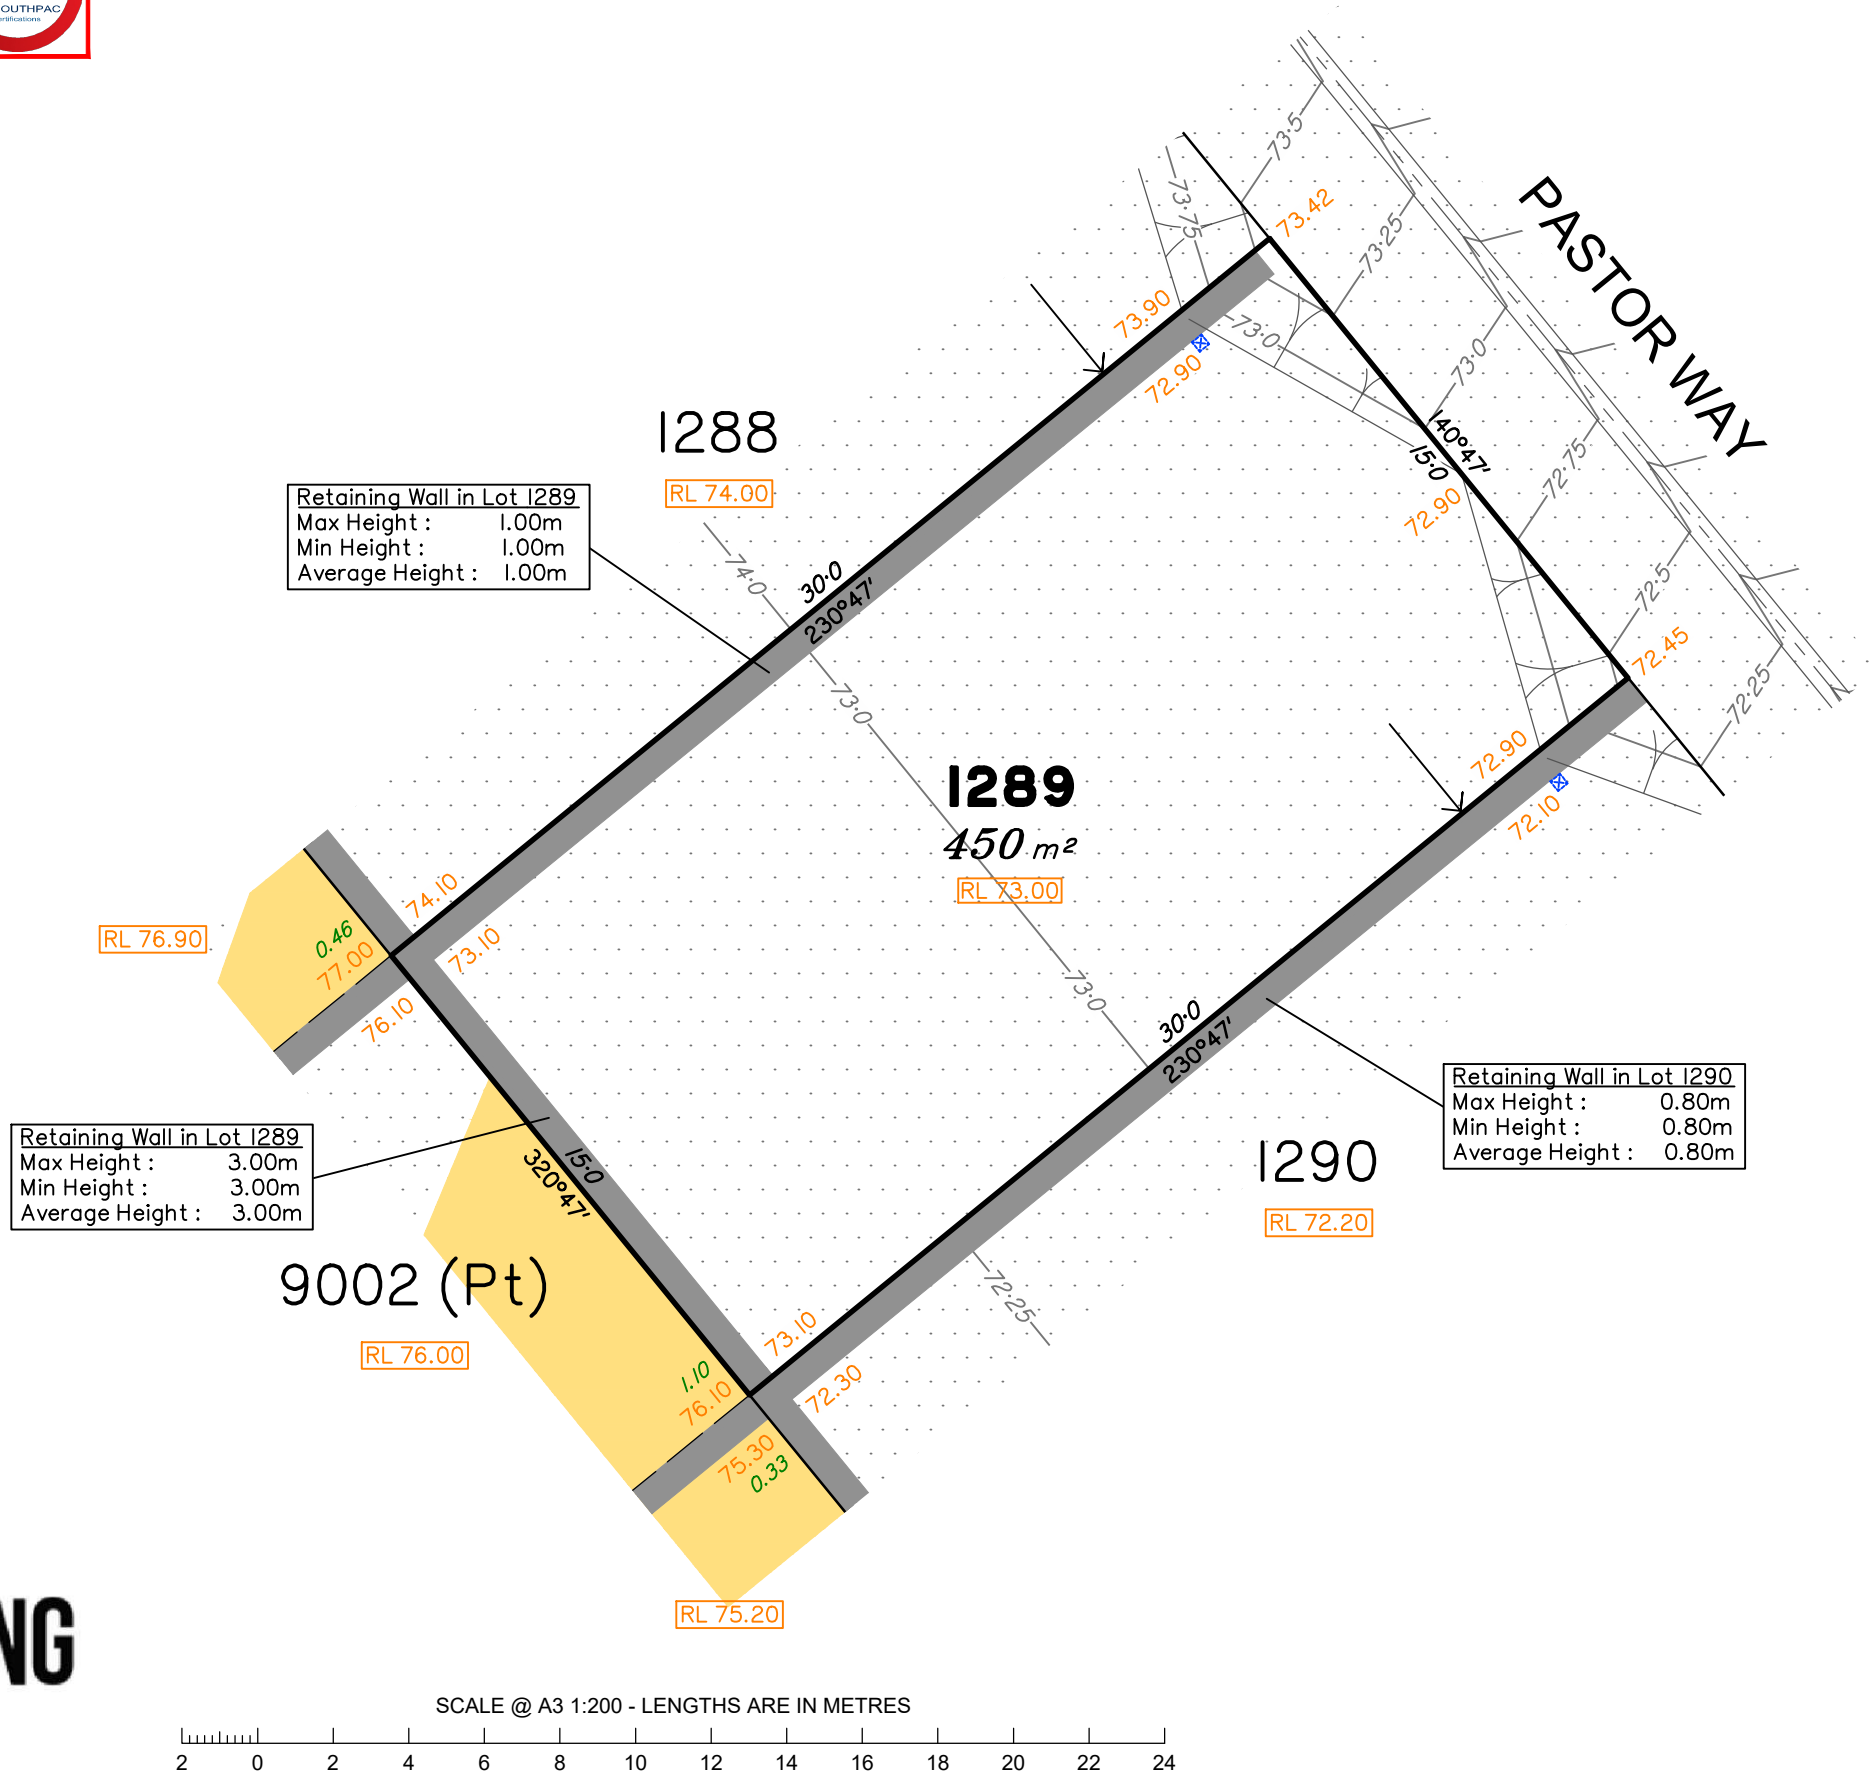 OUTHPAC
ertifications
PASTOR WAY
73·5
73·75
73.42
73·25
73.90
73·0
72.90
73·0
140°47'
15·0
72·75
72.90
1288
RL 74.00
Retaining Wall in Lot 1289
Max Height : 1.00m
Min Height : 1.00m
Average Height : 1.00m
74·0
30·0
230°47'
72·5
72.45
72·25
73·0
72.90
72.10
1289
450 m²
RL 73.00
74.10
73.10
0.46
77.00
RL 76.90
76.10
73·0
30·0
230°47'
Retaining Wall in Lot 1290
Max Height : 0.80m
Min Height : 0.80m
Average Height : 0.80m
Retaining Wall in Lot 1289
Max Height : 3.00m
Min Height : 3.00m
Average Height : 3.00m
15·0
320°47'
1290
RL 72.20
9002 (Pt)
RL 76.00
72·25
73.10
72.30
1.10
76.10
75.30
0.33
RL 75.20
NG
SCALE @ A3 1:200 - LENGTHS ARE IN METRES
2 0 2 4 6 8 10 12 14 16 18 20 22 24